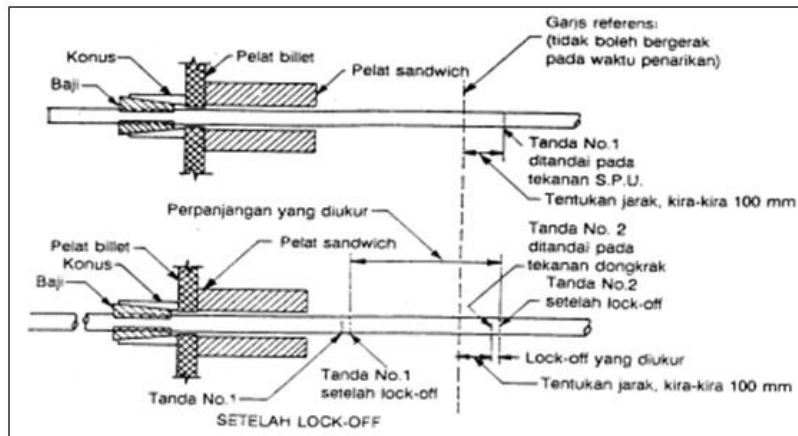 Garis referensi
(tidak boleh bergerak
pada waktu penarikan)
Konus
Pelat billet
Baji
Pelat sandwich
Tanda No.1
ditandai pada
tekanan S.P.U.
Tentukan jarak, kira-kira 100 mm
Perpanjangan yang diukur
Tanda No. 2
ditandai pada
tekanan dongkrak
Pelat billet
Konus
Pelat sandwich
Baji
Tanda No.2
setelah lock-off
Lock-off yang diukur
Tanda No.1
Tanda No.1
setelah lock-off
Tentukan jarak, kira-kira 100 mm
SETELAH LOCK-OFF